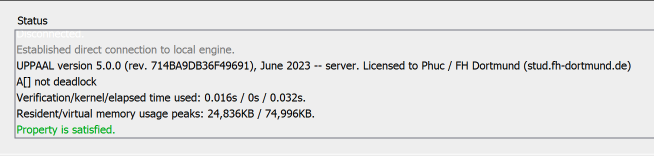 Status
Disconnected.
Established direct connection to local engine.
UPPAAL version 5.0.0 (rev. 714BA9DB36F49691), June 2023 -- server. Licensed to Phuc / FH Dortmund (stud.fh-dortmund.de)
A[] not deadlock
Verification/kernel/elapsed time used: 0.016s / 0s / 0.032s.
Resident/virtual memory usage peaks: 24,836KB / 74,996KB.
Property is satisfied.